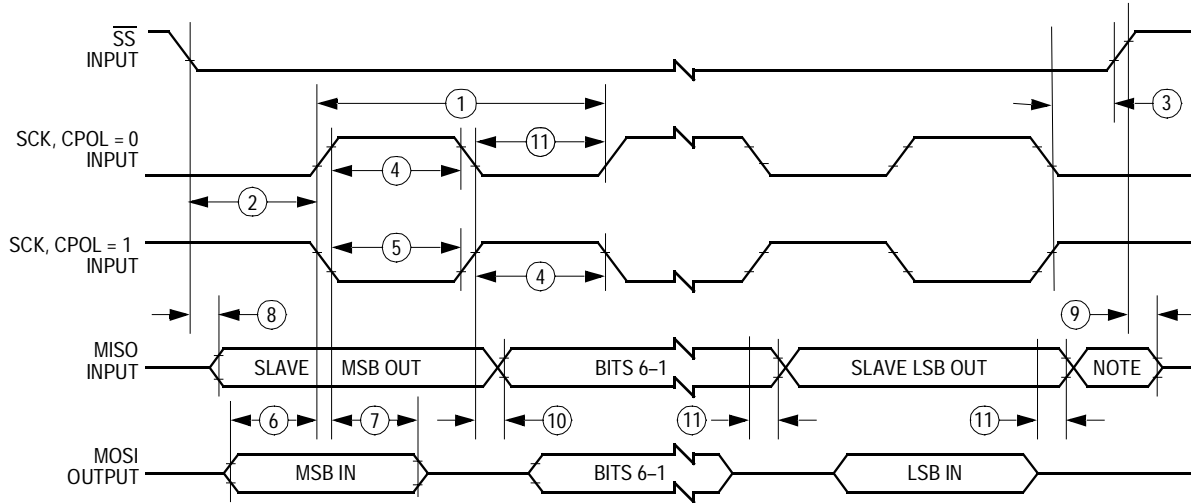 SS
INPUT
1
3
SCK, CPOL = 0
INPUT
11
4
2
SCK, CPOL = 1
INPUT
5
4
8
9
MISO
INPUT
SLAVE MSB OUT
BITS 6–1
SLAVE LSB OUT
NOTE
6
7
10
11
11
MOSI
OUTPUT
MSB IN
BITS 6–1
LSB IN